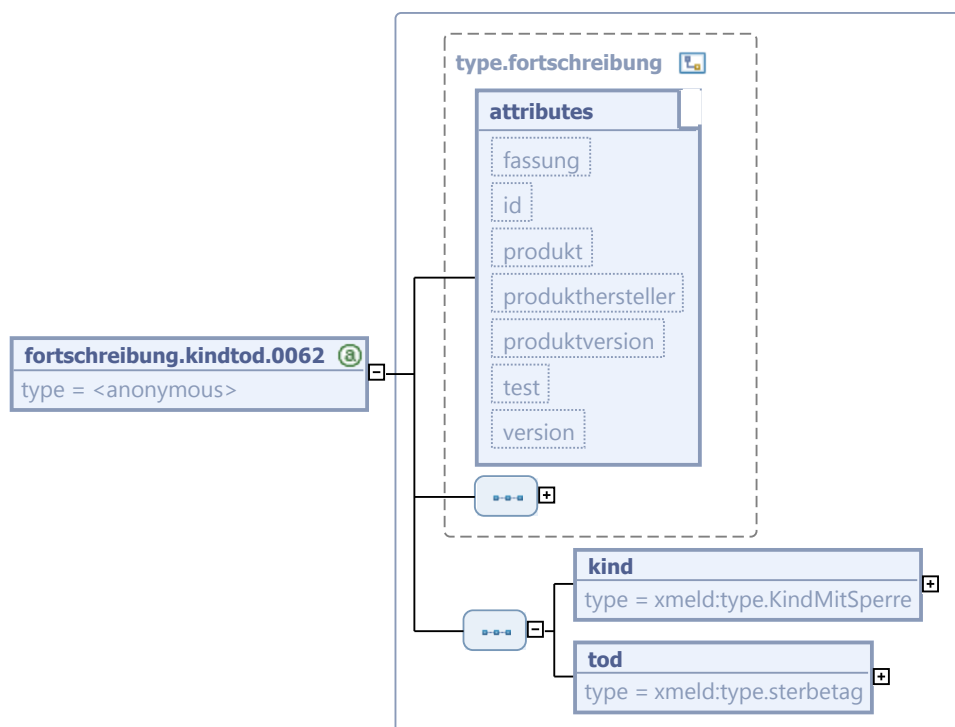 type.fortschreibung
attributes
fassung
id
produkt
produkthersteller
produktversion
test
version
fortschreibung.kindtod.0062
type = <anonymous>
kind
type = xmeld:type.KindMitSperre
tod
type = xmeld:type.sterbetag